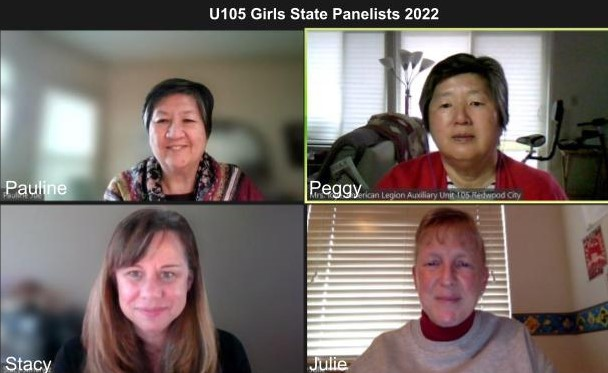 U105 Girls State Panelists 2022
Pauline
Peggy
American Legion Auxiliary Unit 105 Redwood City
Stacy
Julie